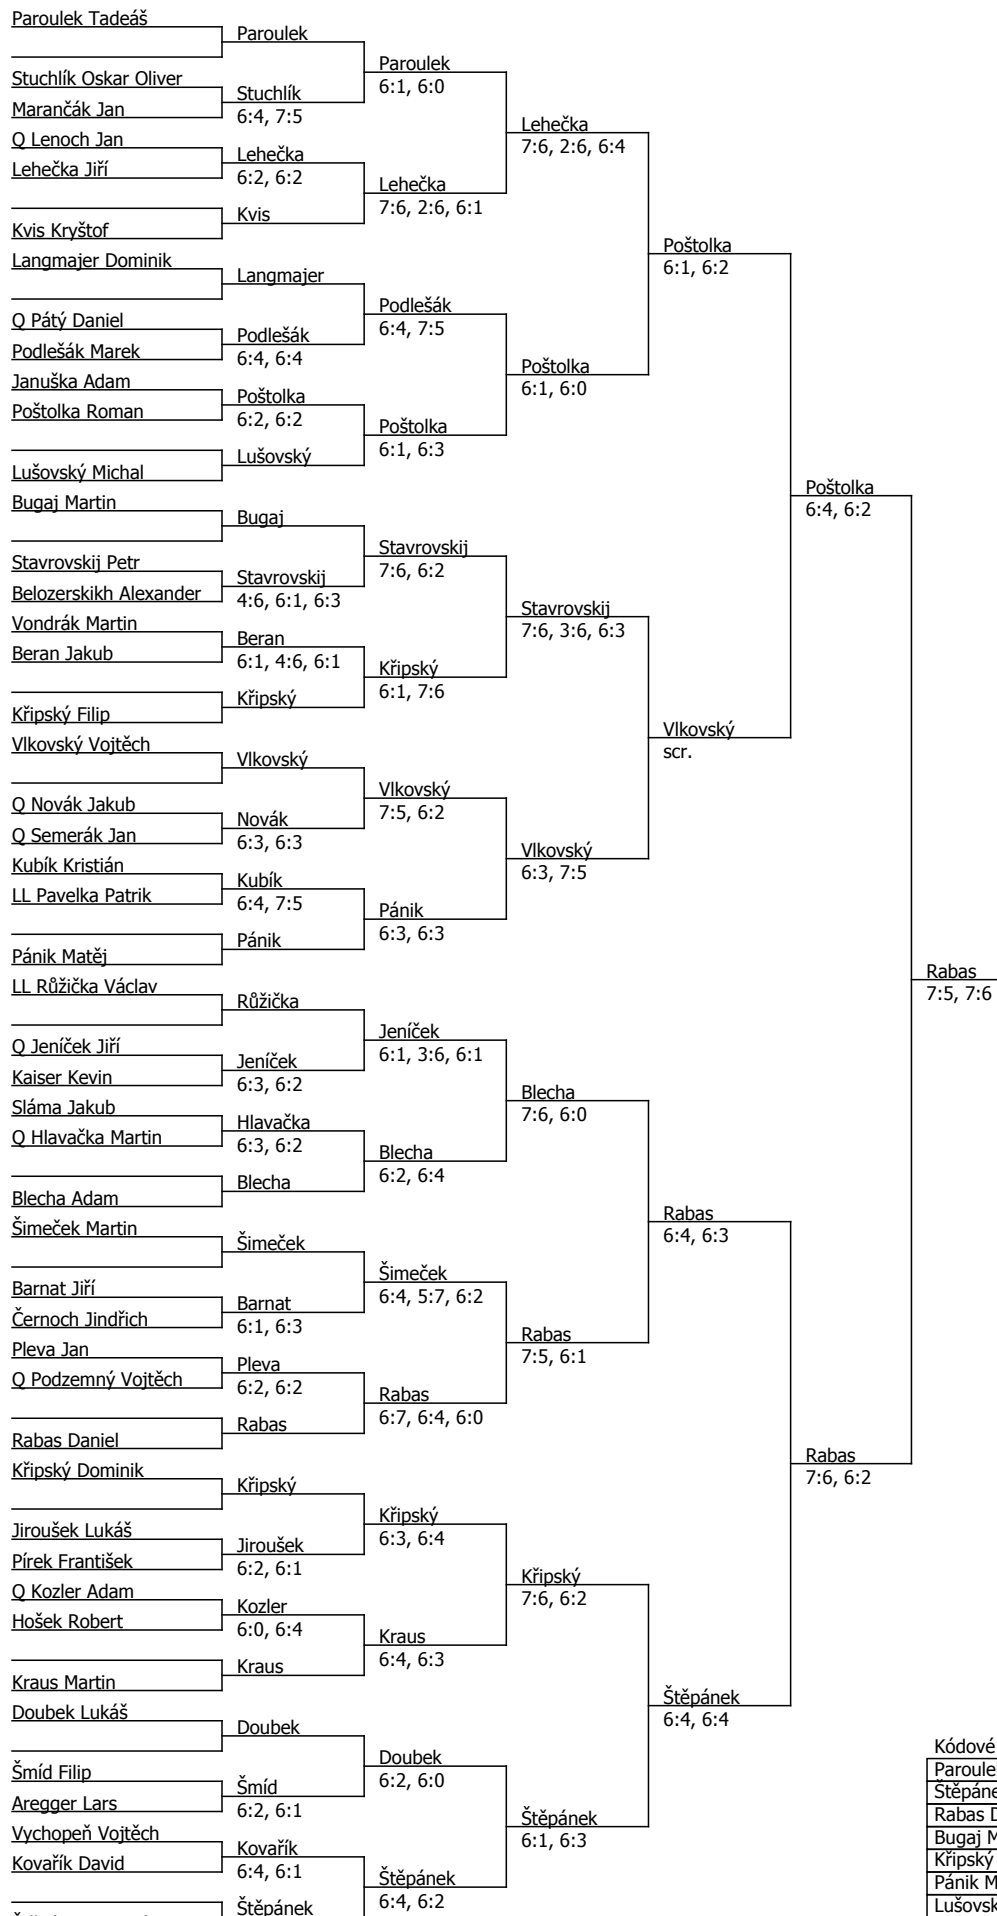 Paroulek Tadeáš
Stuchlík Oskar Oliver
Marančák Jan
Q Lenoch Jan
Lehečka Jiří
Kvis Kryštof
Langmajer Dominik
Q Pátý Daniel
Podlešák Marek
Januška Adam
Poštolka Roman
Lušovský Michal
Bugaj Martin
Stavrovskij Petr
Belozerskikh Alexander
Vondrák Martin
Beran Jakub
Křipský Filip
Vlkovský Vojtěch
Q Novák Jakub
Q Semerák Jan
Kubík Kristián
LL Pavelka Patrik
Pánik Matěj
LL Růžička Václav
Q Jeníček Jiří
Kaiser Kevin
Sláma Jakub
Q Hlavačka Martin
Blecha Adam
Šimeček Martin
Barnat Jiří
Černoch Jindřich
Pleva Jan
Q Podzemný Vojtěch
Rabas Daniel
Křipský Dominik
Jiroušek Lukáš
Pírek František
Q Kozler Adam
Hošek Robert
Kraus Martin
Doubek Lukáš
Šmíd Filip
Aregger Lars
Vychopeň Vojtěch
Kovařík David
Paroulek
Stuchlík
6:4, 7:5
Lehečka
6:2, 6:2
Kvis
Langmajer
Podlešák
6:4, 6:4
Poštolka
6:2, 6:2
Lušovský
Bugaj
Stavrovskij
4:6, 6:1, 6:3
Beran
6:1, 4:6, 6:1
Křipský
Vlkovský
Novák
6:3, 6:3
Kubík
6:4, 7:5
Pánik
Růžička
Jeníček
6:3, 6:2
Hlavačka
6:3, 6:2
Blecha
Šimeček
Barnat
6:1, 6:3
Pleva
6:2, 6:2
Rabas
Křipský
Jiroušek
6:2, 6:1
Kozler
6:0, 6:4
Kraus
Doubek
Šmíd
6:2, 6:1
Kovařík
6:4, 6:1
Štěpánek
Paroulek
6:1, 6:0
Lehečka
7:6, 2:6, 6:1
Podlešák
6:4, 7:5
Poštolka
6:1, 6:3
Stavrovskij
7:6, 6:2
Křipský
6:1, 7:6
Vlkovský
7:5, 6:2
Pánik
6:3, 6:3
Jeníček
6:1, 3:6, 6:1
Blecha
6:2, 6:4
Šimeček
6:4, 5:7, 6:2
Rabas
6:7, 6:4, 6:0
Křipský
6:3, 6:4
Kraus
6:4, 6:3
Doubek
6:2, 6:0
Štěpánek
6:4, 6:2
Lehečka
7:6, 2:6, 6:4
Poštolka
6:1, 6:0
Stavrovskij
7:6, 3:6, 6:3
Vlkovský
6:3, 7:5
Blecha
7:6, 6:0
Rabas
7:5, 6:1
Křipský
7:6, 6:2
Štěpánek
6:1, 6:3
Poštolka
6:1, 6:2
Vlkovský
scr.
Rabas
6:4, 6:3
Štěpánek
6:4, 6:4
Poštolka
6:4, 6:2
Rabas
7:6, 6:2
Rabas
7:5, 7:6
Kódové
Paroule
Štěpáne
Rabas D
Bugaj M
Křipský
Pánik M
Lušovsk